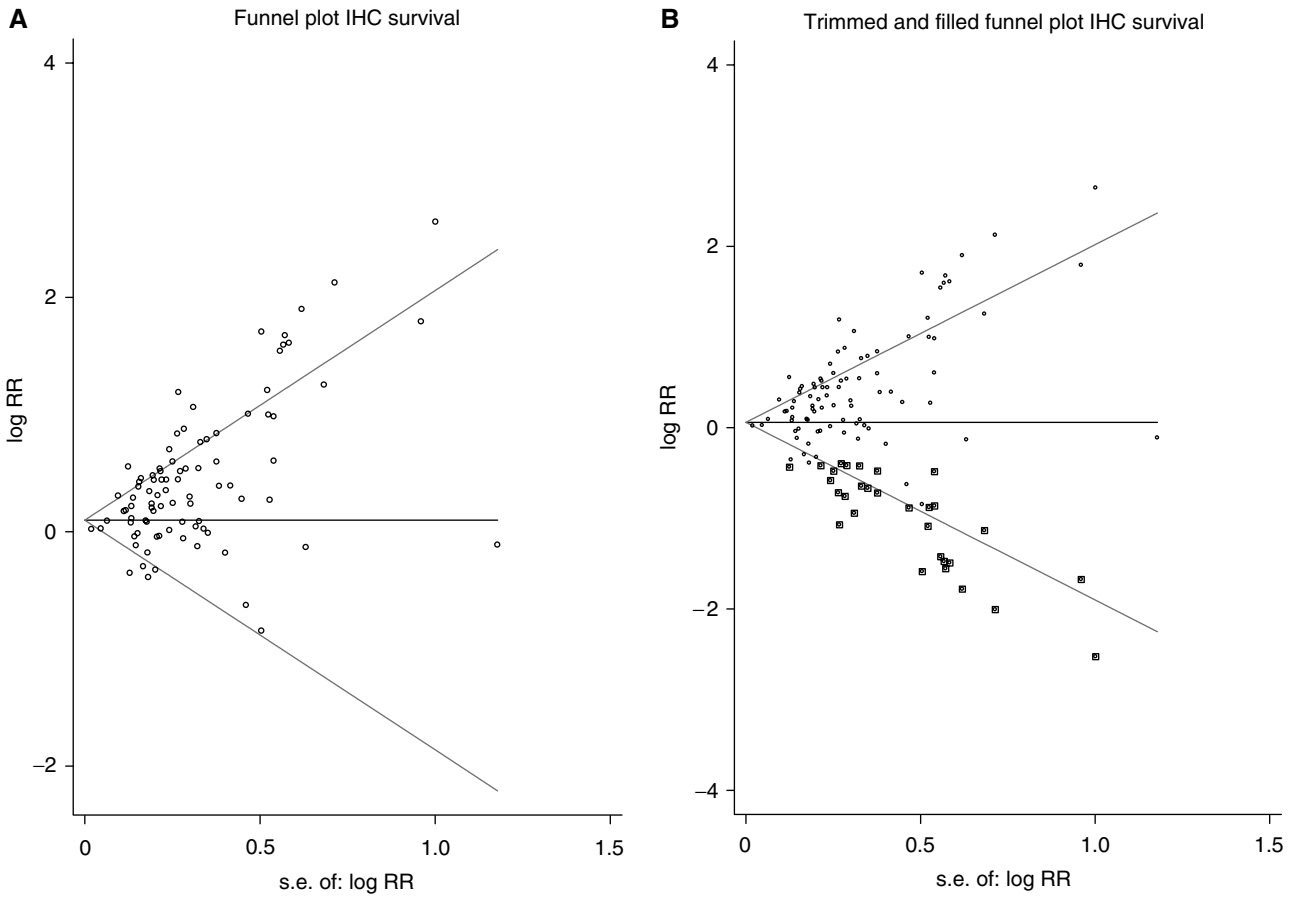 A
Funnel plot IHC survival
4
2
0
−2
log RR
0
0.5
1.0
1.5
s.e. of: log RR
B
Trimmed and filled funnel plot IHC survival
4
2
0
−2
−4
log RR
0
0.5
1.0
1.5
s.e. of: log RR